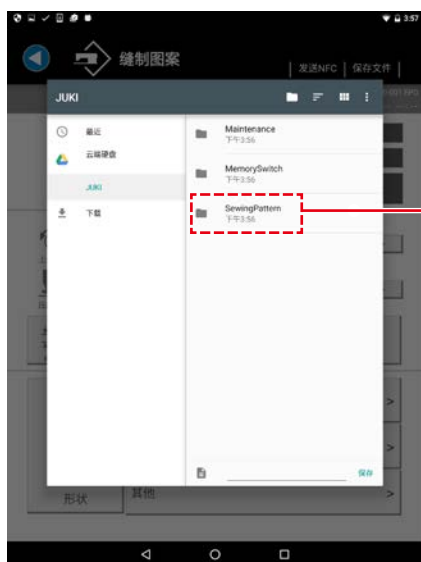 3:57
缝制图案
发送NFC
保存文件
JUKI
最近
云端硬盘
JUKI
下载
Maintenance
下午3:56
MemorySwitch
下午3:56
SewingPattern
下午3:56
保存
形状
其他